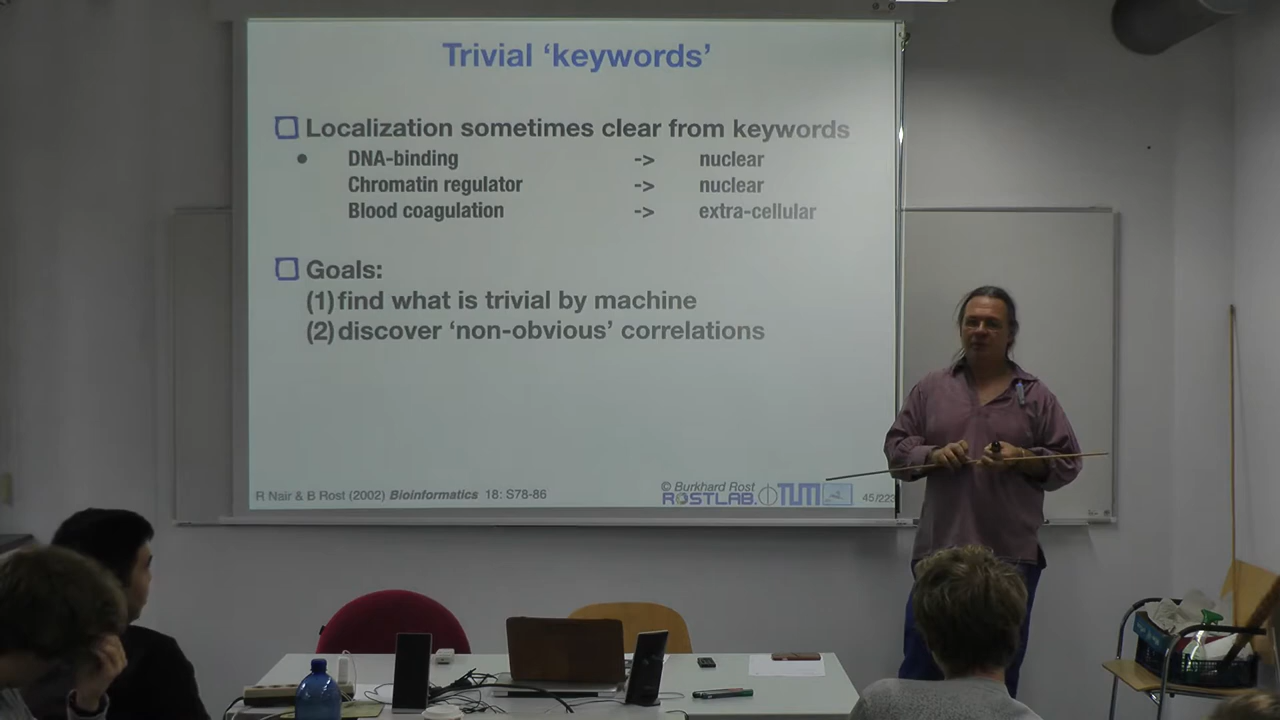 Trivial ‘keywords’
Localization sometimes clear from keywords
DNA-binding -> nuclear
Chromatin regulator -> nuclear
Blood coagulation -> extra-cellular
Goals:
(1) find what is trivial by machine
(2) discover ‘non-obvious’ correlations
R Nair & B Rost (2002) Bioinformatics 18: S78-86
© Burkhard Rost
ROSTLAB. TUM
45/223